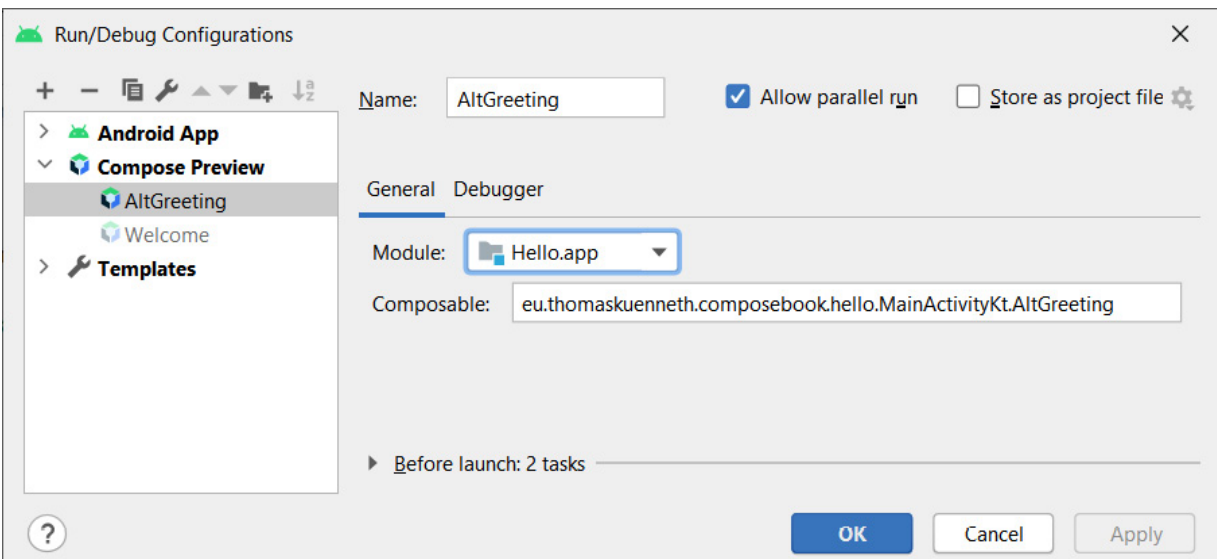 Run/Debug Configurations
Name: AltGreeting
Allow parallel run
Store as project file
Android App
Compose Preview
AltGreeting
Welcome
Templates
General Debugger
Module: Hello.app
Composable: eu.thomaskuenneth.composebook.hello.MainActivityKt.AltGreeting
Before launch: 2 tasks
?
OK Cancel Apply